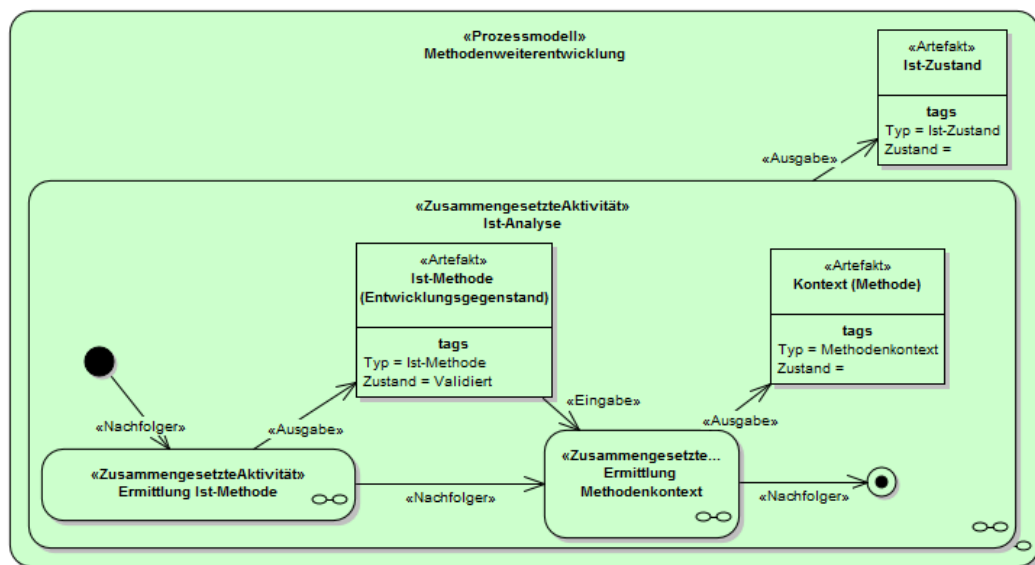 «Prozessmodell»
Methodenweiterentwicklung
«Artefakt»
Ist-Zustand
tags
Typ = Ist-Zustand
Zustand =
«Ausgabe»
«ZusammengesetzteAktivität»
Ist-Analyse
«Artefakt»
Ist-Methode
(Entwicklungsgegenstand)
tags
Typ = Ist-Methode
Zustand = Validiert
«Artefakt»
Kontext (Methode)
tags
Typ = Methodenkontext
Zustand =
«Nachfolger»
«Ausgabe»
«Eingabe»
«Ausgabe»
«ZusammengesetzteAktivität»
Ermittlung Ist-Methode
«Nachfolger»
«Zusammengesetzte...
Ermittlung
Methodenkontext
«Nachfolger»